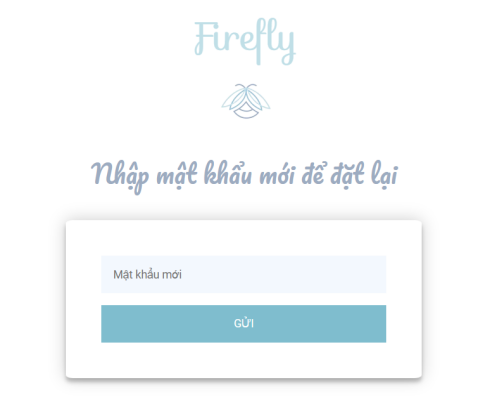 Firefly
Nhập mật khẩu mới để đặt lại
Mật khẩu mới
GỬI